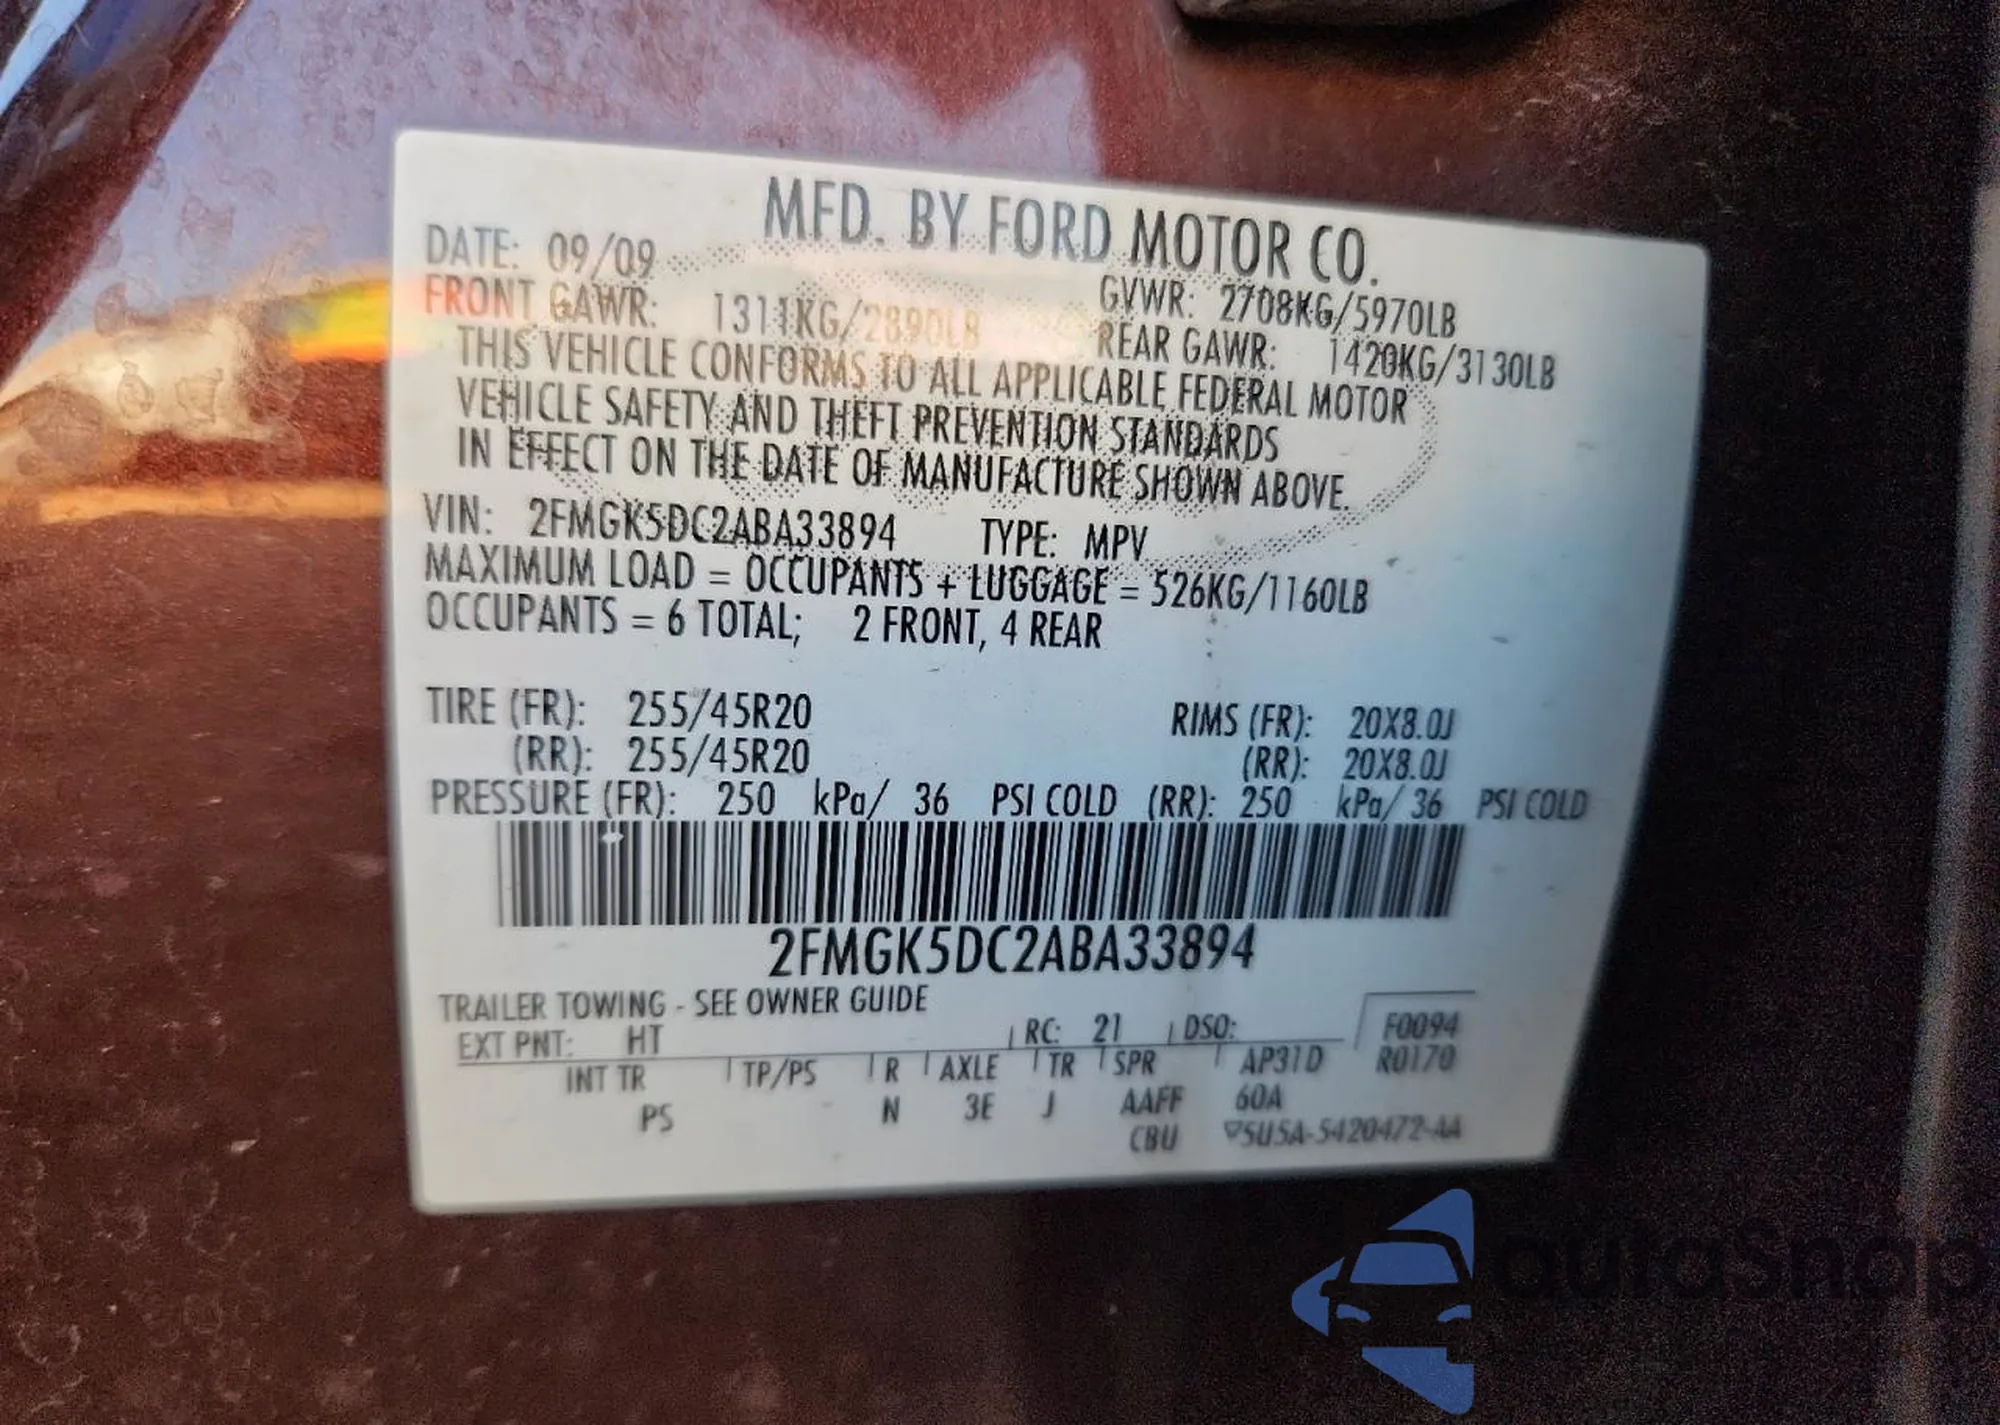 MFD. BY FORD MOTOR CO.
DATE: 09/09 GVWR: 2708KG/5970LB
FRONT GAWR: 1311KG/2890LB REAR GAWR: 1420KG/3130LB
THIS VEHICLE CONFORMS TO ALL APPLICABLE FEDERAL MOTOR
VEHICLE SAFETY AND THEFT PREVENTION STANDARDS
IN EFFECT ON THE DATE OF MANUFACTURE SHOWN ABOVE.
VIN: 2FMGK5DC2ABA33894 TYPE: MPV
MAXIMUM LOAD = OCCUPANTS + LUGGAGE = 526KG/1160LB
OCCUPANTS = 6 TOTAL; 2 FRONT, 4 REAR
TIRE (FR): 255/45R20 RIMS (FR): 20X8.0J
(RR): 255/45R20 (RR): 20X8.0J
PRESSURE (FR): 250 kPa/ 36 PSI COLD (RR): 250 kPa/ 36 PSI COLD
2FMGK5DC2ABA33894
TRAILER TOWING - SEE OWNER GUIDE
EXT PNT: HT RC: 21 DSO: F0094
INT TR TP/PS R AXLE TR SPR AP31D R0170
PS N 3E J AAFF 60A
CBU 5U5A-5420472-AA
autosnap